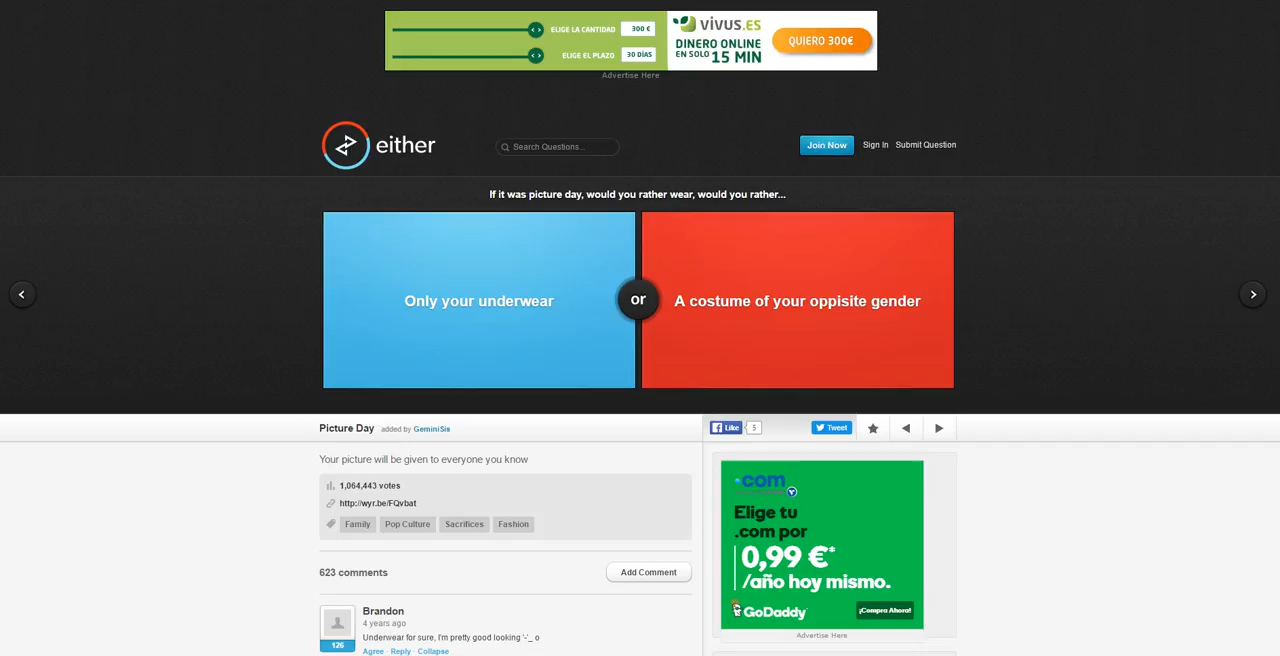 ELIGE LA CANTIDAD
300 €
ELIGE EL PLAZO
30 DÍAS
vivus.es
DINERO ONLINE
EN SOLO 15 MIN
QUIERO 300€
Advertise Here
either
Search Questions...
Join Now
Sign In
Submit Question
If it was picture day, would you rather wear, would you rather...
Only your underwear
or
A costume of your oppisite gender
Picture Day
added by GeminiSis
Like
5
Tweet
Your picture will be given to everyone you know
1,064,443 votes
http://wyr.be/FQvbat
Family
Pop Culture
Sacrifices
Fashion
623 comments
Add Comment
Brandon
4 years ago
Underwear for sure, I'm pretty good looking '-'_ o
126
Agree · Reply · Collapse
.com
Elige tu
.com por
0,99 €*
/año hoy mismo.
GoDaddy
¡Compra Ahora!
Advertise Here